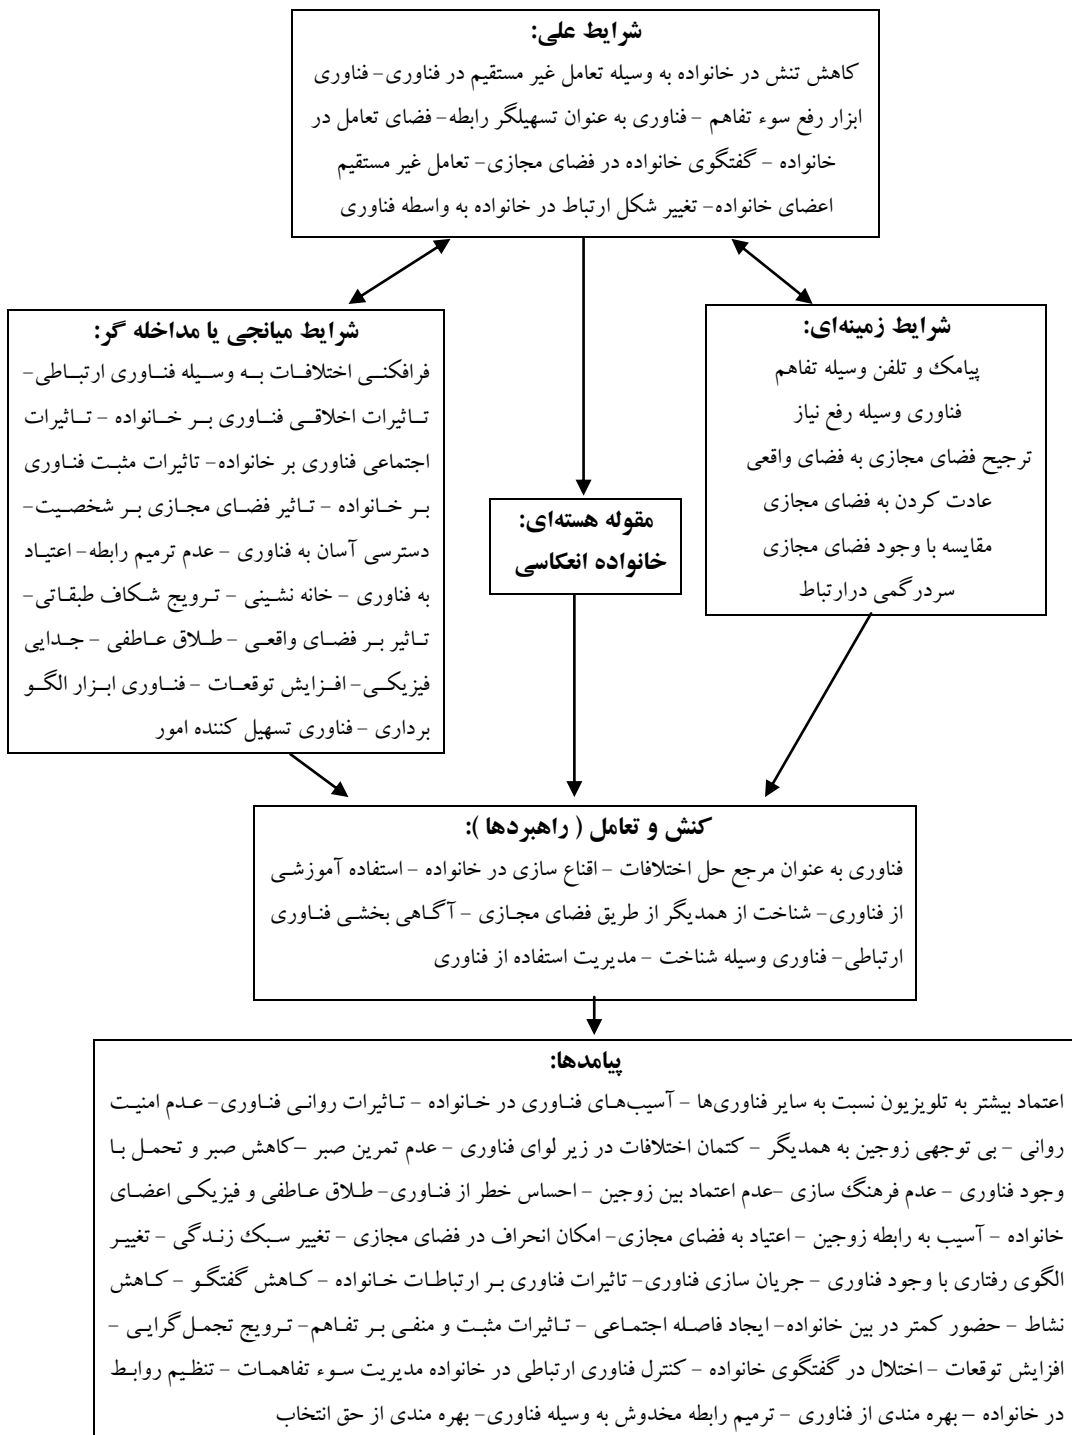 شرایط علی:
کاهش تنش در خانواده به وسیله تعامل غیر مستقیم در فناوری- فناوری
ابزار رفع سوء تفاهم - فناوری به عنوان تسهیلگر رابطه- فضای تعامل در
خانواده - گفتگوی خانواده در فضای مجازی- تعامل غیر مستقیم
اعضای خانواده- تغییر شکل ارتباط در خانواده به واسطه فناوری
شرایط زمینه‌ای:
پیامک و تلفن وسیله تفاهم
فناوری وسیله رفع نیاز
ترجیح فضای مجازی به فضای واقعی
عادت کردن به فضای مجازی
مقایسه با وجود فضای مجازی
سردرگمی درارتباط
مقوله هسته‌ای:
خانواده انعکاسی
شرایط میانجی یا مداخله گر:
فرافکنی اختلافات به وسیله فناوری ارتباطی-
تاثیرات اخلاقی فناوری بر خانواده - تاثیرات
اجتماعی فناوری بر خانواده- تاثیرات مثبت فناوری
بر خانواده - تاثیر فضای مجازی بر شخصیت-
دسترسی آسان به فناوری - عدم ترمیم رابطه- اعتیاد
به فناوری - خانه نشینی - ترویج شکاف طبقاتی-
تاثیر بر فضای واقعی - طلاق عاطفی - جدایی
فیزیکی- افزایش توقعات - فناوری ابزار الگو
برداری - فناوری تسهیل کننده امور
کنش و تعامل ( راهبردها ):
فناوری به عنوان مرجع حل اختلافات - اقناع سازی در خانواده - استفاده آموزشی
از فناوری- شناخت از همدیگر از طریق فضای مجازی - آگاهی بخشی فناوری
ارتباطی- فناوری وسیله شناخت - مدیریت استفاده از فناوری
پیامدها:
اعتماد بیشتر به تلویزیون نسبت به سایر فناوری‌ها - آسیب‌های فناوری در خانواده - تاثیرات روانی فناوری- عدم امنیت
روانی - بی توجهی زوجین به همدیگر - کتمان اختلافات در زیر لوای فناوری - عدم تمرین صبر –کاهش صبر و تحمل با
وجود فناوری - عدم فرهنگ سازی -عدم اعتماد بین زوجین - احساس خطر از فناوری- طلاق عاطفی و فیزیکی اعضای
خانواده - آسیب به رابطه زوجین - اعتیاد به فضای مجازی- امکان انحراف در فضای مجازی - تغییر سبک زندگی - تغییر
الگوی رفتاری با وجود فناوری - جریان سازی فناوری- تاثیرات فناوری بر ارتباطات خانواده - کاهش گفتگو - کاهش
نشاط - حضور کمتر در بین خانواده- ایجاد فاصله اجتماعی - تاثیرات مثبت و منفی بر تفاهم- ترویج تجمل‌گرایی -
افزایش توقعات - اختلال در گفتگوی خانواده - کنترل فناوری ارتباطی در خانواده مدیریت سوء تفاهمات - تنظیم روابط
در خانواده – بهره مندی از فناوری - ترمیم رابطه مخدوش به وسیله فناوری- بهره مندی از حق انتخاب